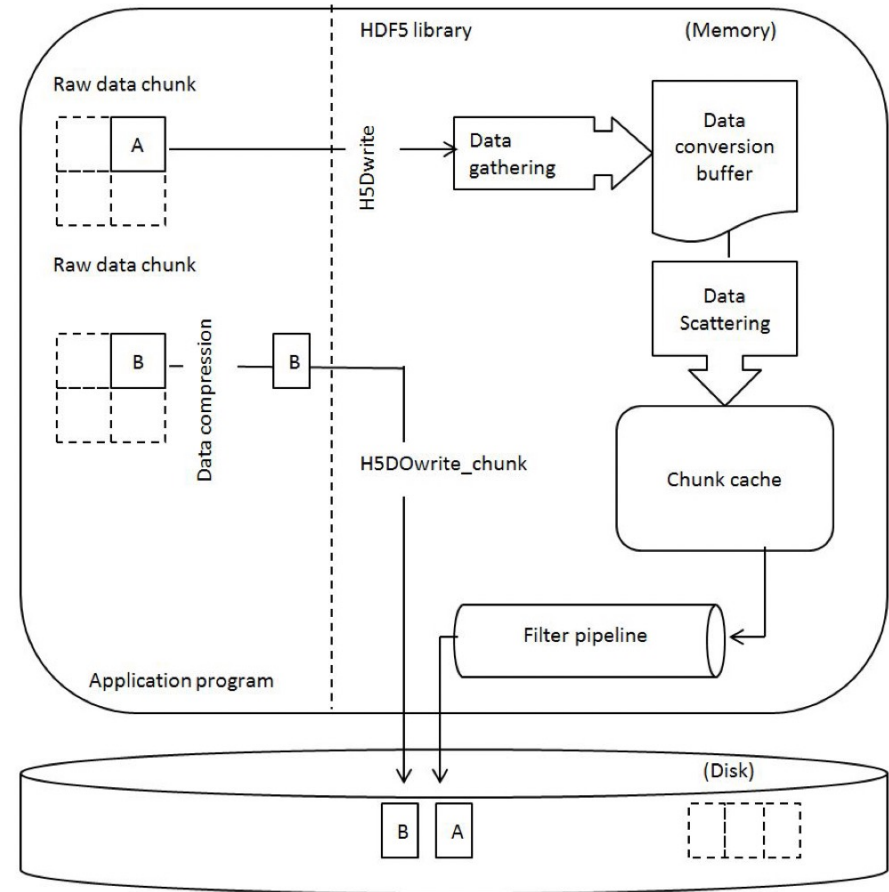 HDF5 library
(Memory)
Raw data chunk
A
H5Dwrite
Data
gathering
Data
conversion
buffer
Raw data chunk
B
Data compression
B
Data
Scattering
H5DOwrite_chunk
Chunk cache
Filter pipeline
Application program
(Disk)
B
A